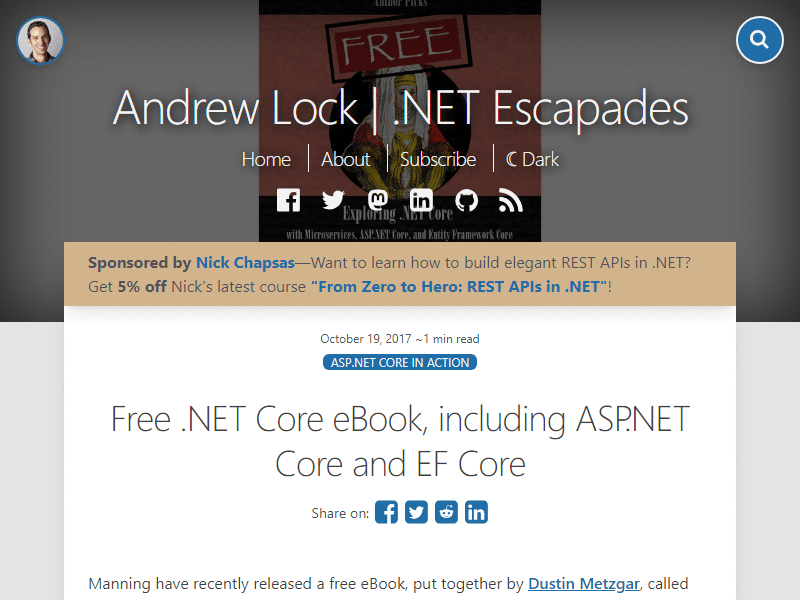 Author Picks
FREE
Andrew Lock | .NET Escapades
Home
About
Subscribe
Dark
Exploring .NET Core
with Microservices, ASP.NET Core, and Entity Framework Core
Sponsored by Nick Chapsas—Want to learn how to build elegant REST APIs in .NET?
Get 5% off Nick's latest course "From Zero to Hero: REST APIs in .NET"!
October 19, 2017 ~1 min read
ASP.NET CORE IN ACTION
Free .NET Core eBook, including ASP.NET
Core and EF Core
Share on:
Manning have recently released a free eBook, put together by Dustin Metzgar, called